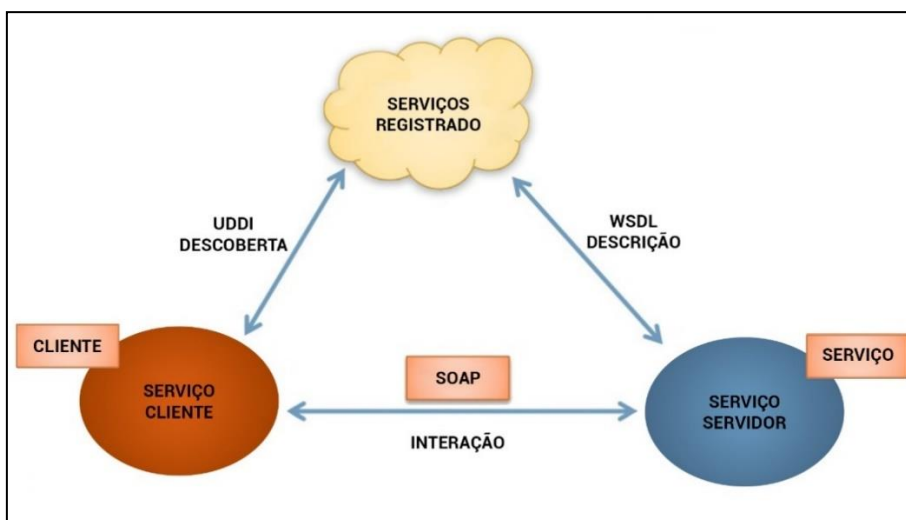 SERVIÇOS
REGISTRADO
UDDI
DESCOBERTA
WSDL
DESCRIÇÃO
CLIENTE
SERVIÇO
CLIENTE
SOAP
INTERAÇÃO
SERVIÇO
SERVIÇO
SERVIDOR